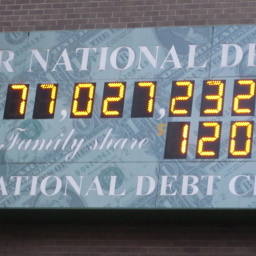 R NATIONAL DE
77,027,232
Family share 120
ATIONAL DEBT C